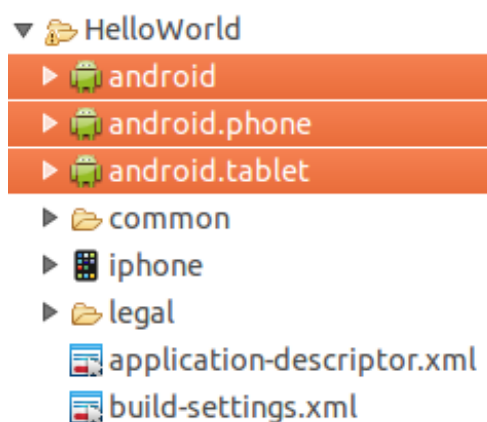 HelloWorld
android
android.phone
android.tablet
common
iphone
legal
application-descriptor.xml
build-settings.xml